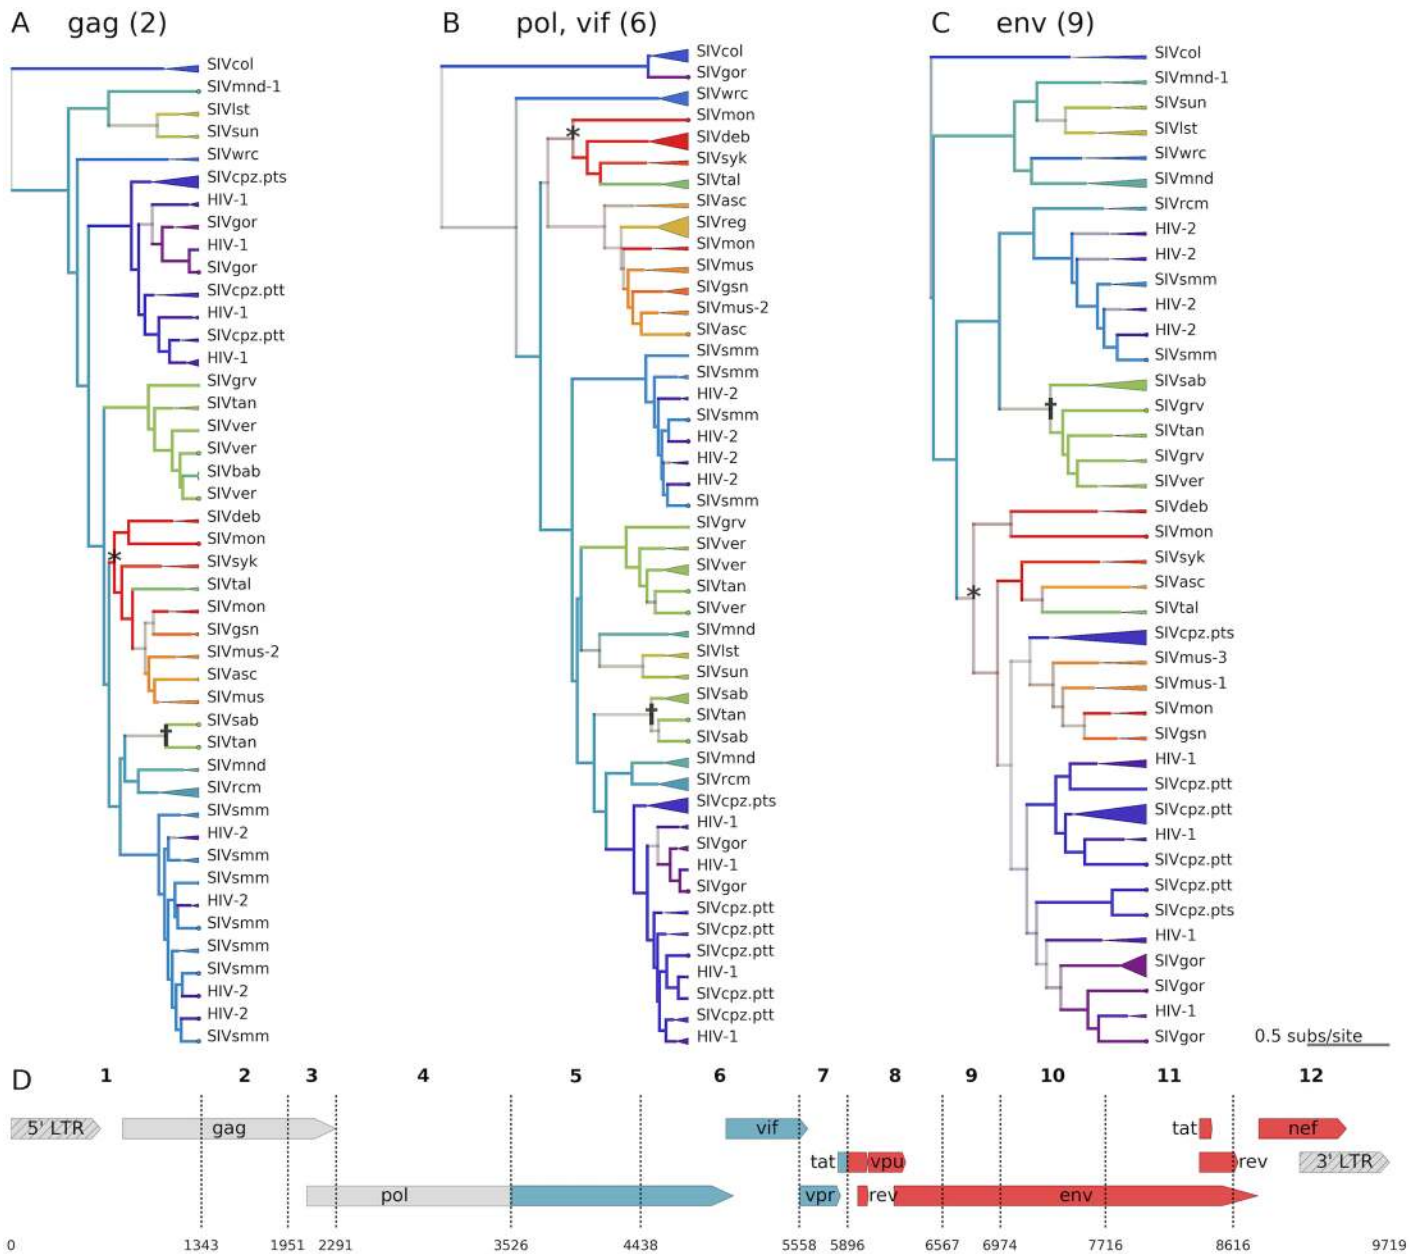 A gag (2)
SIVcol
SIVmnd-1
SIVlst
SIVsun
SIVwrc
SIVcpz.pts
HIV-1
SIVgor
HIV-1
SIVgor
SIVcpz.ptt
HIV-1
SIVcpz.ptt
HIV-1
SIVgrv
SIVtan
SIVver
SIVver
SIVbab
SIVver
SIVdeb
SIVmon
*
SIVsyk
SIVtal
SIVmon
SIVgsn
SIVmus-2
SIVasc
SIVmus
SIVsab
†
SIVtan
SIVmnd
SIVrcm
SIVsmm
HIV-2
SIVsmm
SIVsmm
HIV-2
SIVsmm
SIVsmm
SIVsmm
HIV-2
HIV-2
SIVsmm
B pol, vif (6)
SIVcol
SIVgor
SIVwrc
SIVmon
*
SIVdeb
SIVsyk
SIVtal
SIVasc
SIVreg
SIVmon
SIVmus
SIVgsn
SIVmus-2
SIVasc
SIVsmm
SIVsmm
HIV-2
SIVsmm
HIV-2
HIV-2
HIV-2
SIVsmm
SIVgrv
SIVver
SIVver
SIVtan
SIVver
SIVmnd
SIVlst
SIVsun
SIVsab
†
SIVtan
SIVsab
SIVmnd
SIVrcm
SIVcpz.pts
HIV-1
SIVgor
HIV-1
SIVgor
SIVcpz.ptt
SIVcpz.ptt
SIVcpz.ptt
HIV-1
SIVcpz.ptt
SIVcpz.ptt
HIV-1
C env (9)
SIVcol
SIVmnd-1
SIVsun
SIVlst
SIVwrc
SIVmnd
SIVrcm
HIV-2
HIV-2
SIVsmm
HIV-2
HIV-2
SIVsmm
SIVsab
†
SIVgrv
SIVtan
SIVgrv
SIVver
SIVdeb
SIVmon
SIVsyk
SIVasc
*
SIVtal
SIVcpz.pts
SIVmus-3
SIVmus-1
SIVmon
SIVgsn
HIV-1
SIVcpz.ptt
SIVcpz.ptt
HIV-1
SIVcpz.ptt
SIVcpz.ptt
SIVcpz.pts
HIV-1
SIVgor
SIVgor
HIV-1
SIVgor
0.5 subs/site
D 1 2 3 4 5 6 7 8 9 10 11 12
5' LTR gag vif tat nef
tat vpu rev 3' LTR
pol vpr rev env
0 1343 1951 2291 3526 4438 5558 5896 6567 6974 7716 8616 9719